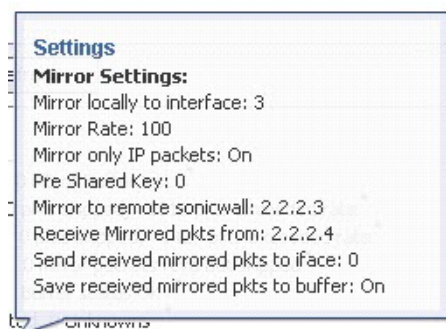 Settings
Mirror Settings:
Mirror locally to interface: 3
Mirror Rate: 100
Mirror only IP packets: On
Pre Shared Key: 0
Mirror to remote sonicwall: 2.2.2.3
Receive Mirrored pkts from: 2.2.2.4
Send received mirrored pkts to iface: 0
Save received mirrored pkts to buffer: On